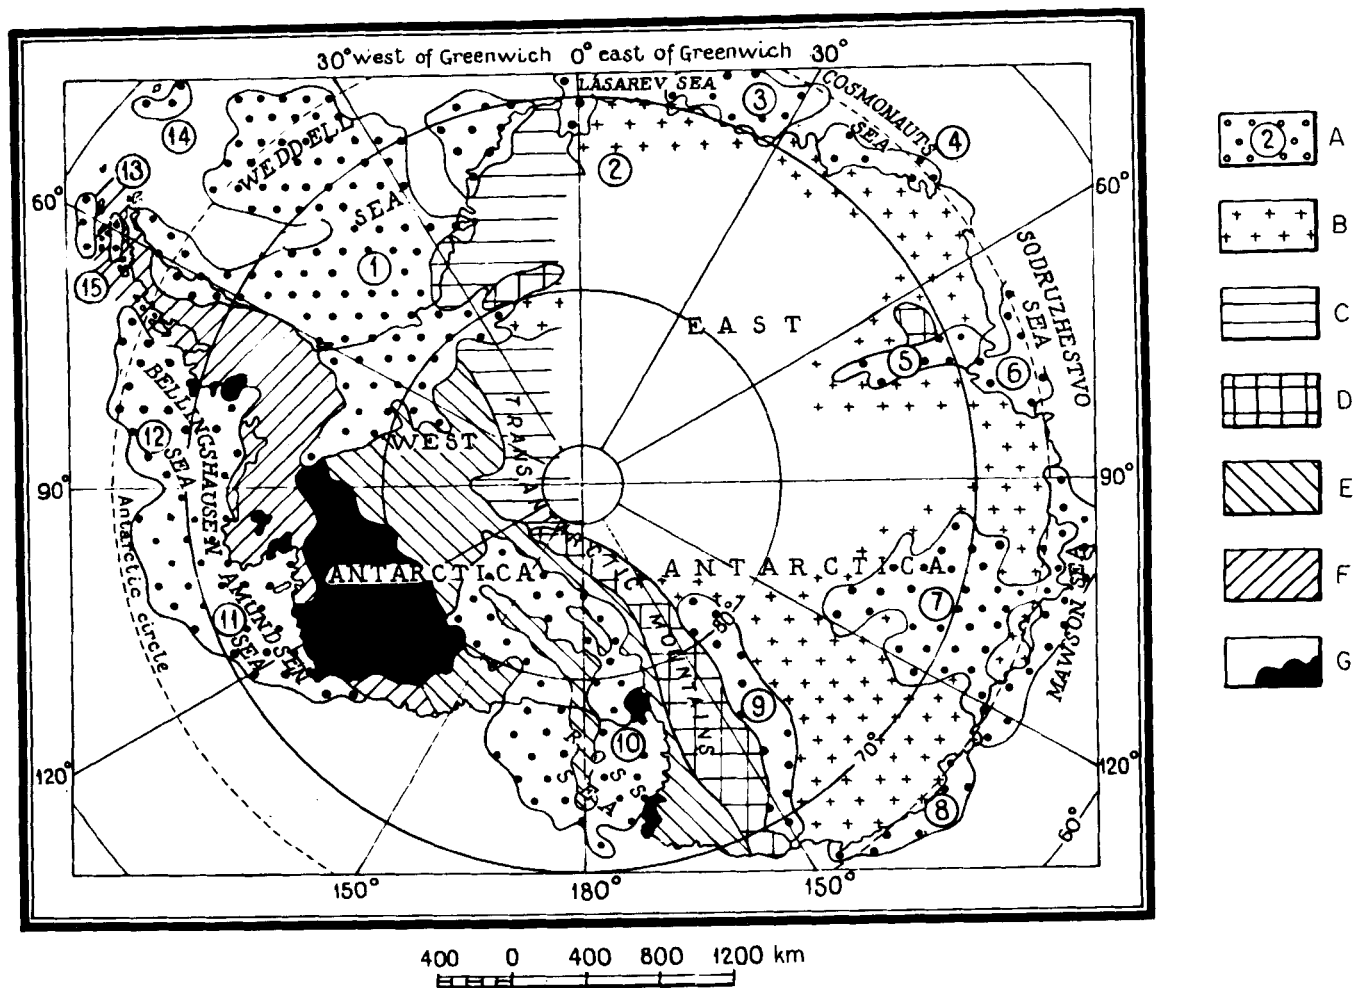 30° west of Greenwich 0° east of Greenwich 30°
LASAREV SEA
COSMONAUTS SEA
3
4
14
WEDDELL SEA
13
2
60°
60°
SODRUZHESTVO SEA
15
1
EAST
5
6
BELLINGSHAUSEN SEA
12
WEST
TRANSANTARCTIC MOUNTAINS
90°
90°
Antarctic circle
ANTARCTICA
ANTARCTICA
MAWSON SEA
7
80°
11
AMUNDSEN SEA
9
10
ROSS SEA
70°
120°
120°
8
60°
150°
180°
150°
400 0 400 800 1200 km
2 A
B
C
D
E
F
G